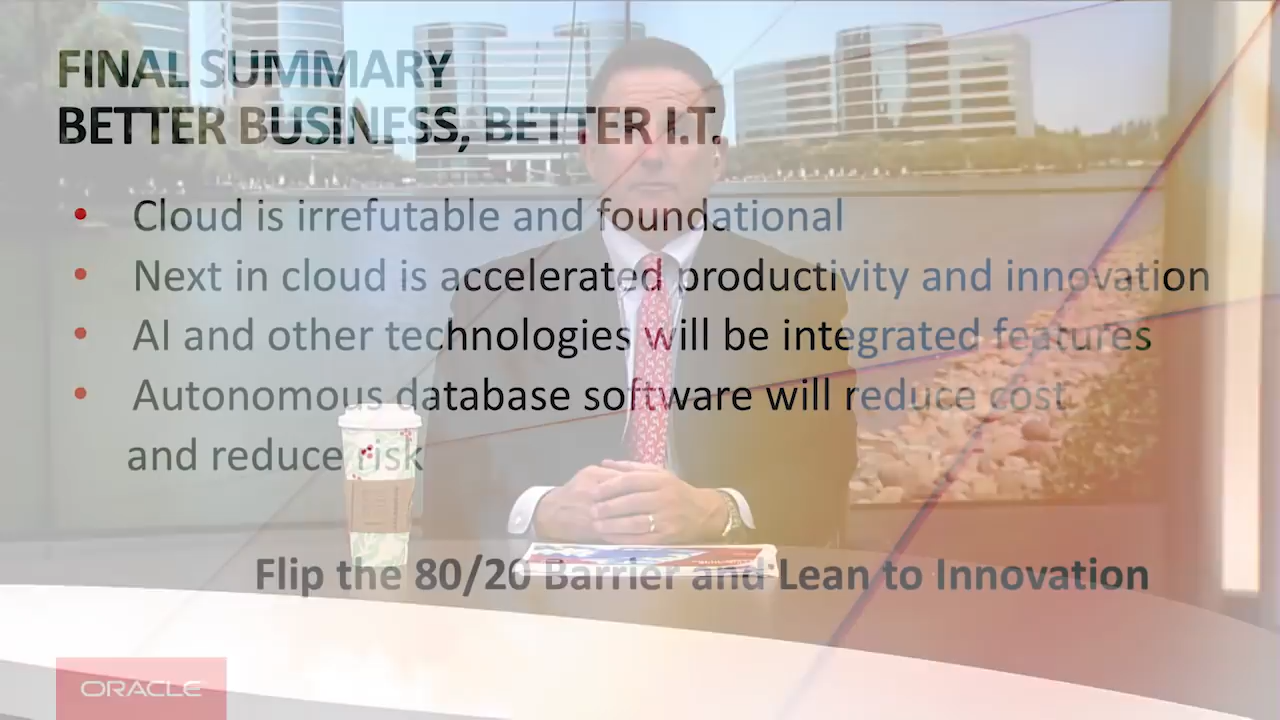 FINAL SUMMARY
BETTER BUSINESS, BETTER I.T.
• Cloud is irrefutable and foundational
• Next in cloud is accelerated productivity and innovation
• AI and other technologies will be integrated features
• Autonomous database software will reduce cost
and reduce risk
Flip the 80/20 Barrier and Lean to Innovation
ORACLE